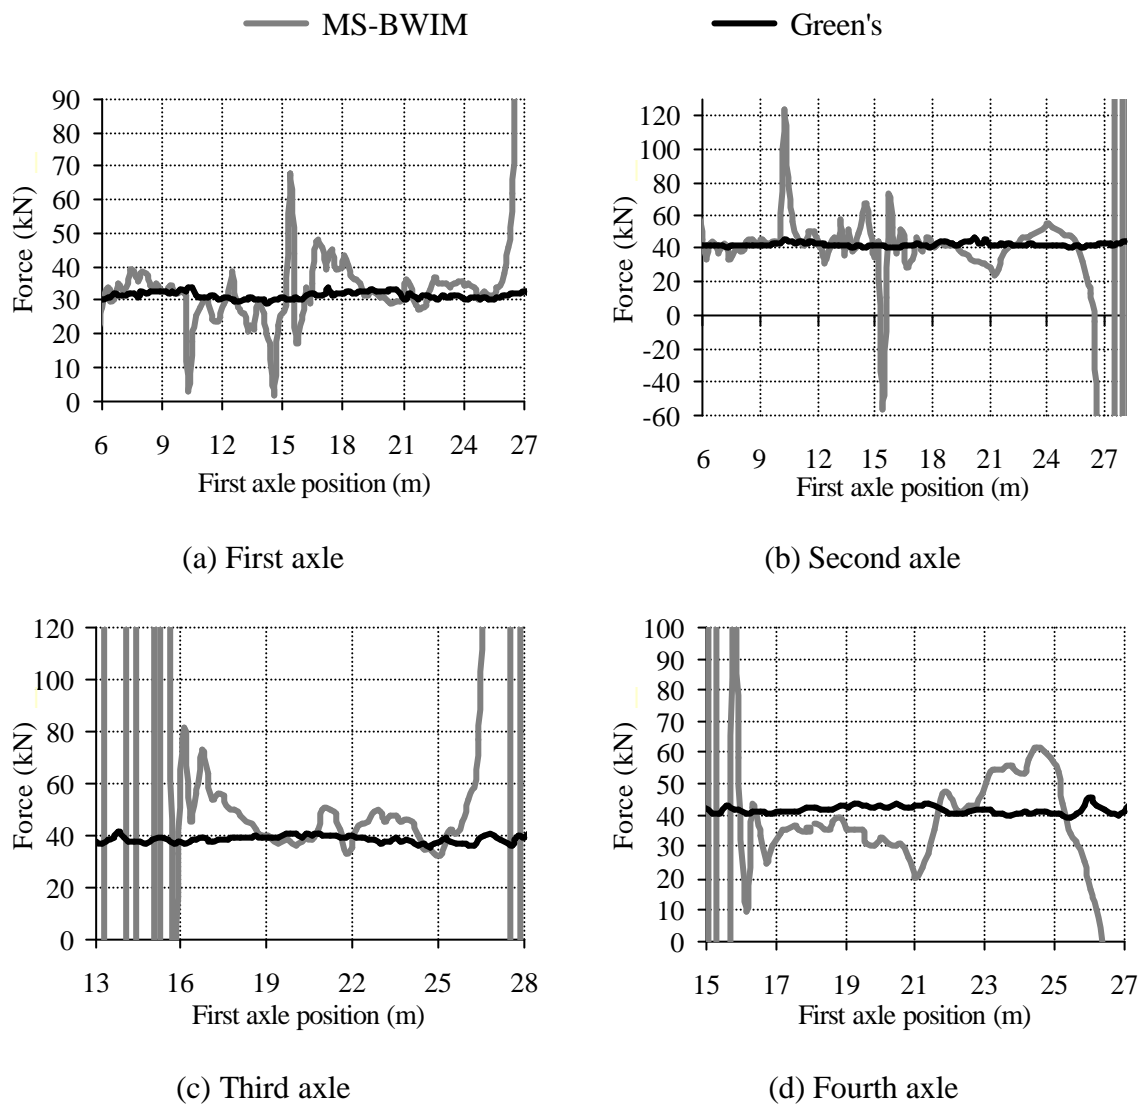 MS-BWIM Green's
90
80
70
60
50
40
30
20
10
0
Force (kN)
6 9 12 15 18 21 24 27
First axle position (m)
(a) First axle
120
100
80
60
40
20
0
-20
-40
-60
Force (kN)
6 9 12 15 18 21 24 27
First axle position (m)
(b) Second axle
120
100
80
60
40
20
0
Force (kN)
13 16 19 22 25 28
First axle position (m)
(c) Third axle
100
90
80
70
60
50
40
30
20
10
0
Force (kN)
15 17 19 21 23 25 27
First axle position (m)
(d) Fourth axle